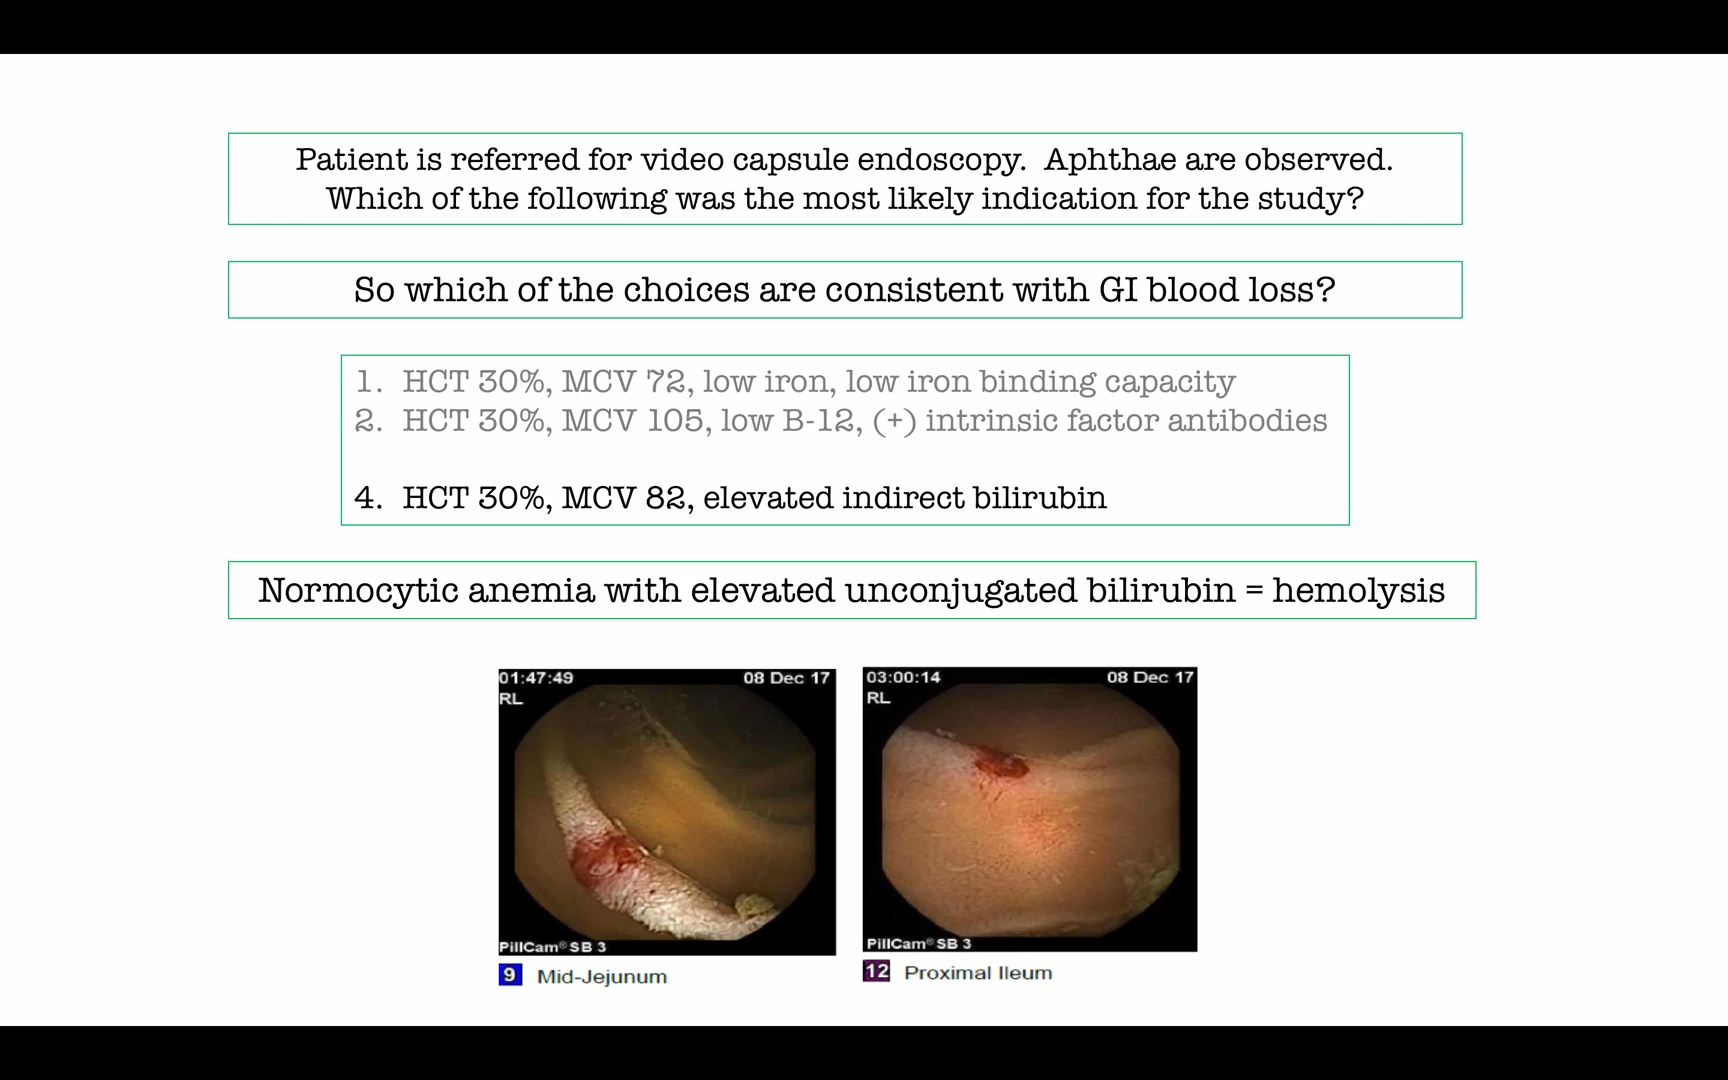 Patient is referred for video capsule endoscopy.  Aphthae are observed.
Which of the following was the most likely indication for the study?
So which of the choices are consistent with GI blood loss?
1. HCT 30%, MCV 72, low iron, low iron binding capacity
2. HCT 30%, MCV 105, low B-12, (+) intrinsic factor antibodies
4. HCT 30%, MCV 82, elevated indirect bilirubin
Normocytic anemia with elevated unconjugated bilirubin = hemolysis
01:47:49 08 Dec 17
RL
PillCam® SB 3
9 Mid-Jejunum
03:00:14 08 Dec 17
RL
PillCam® SB 3
12 Proximal Ileum